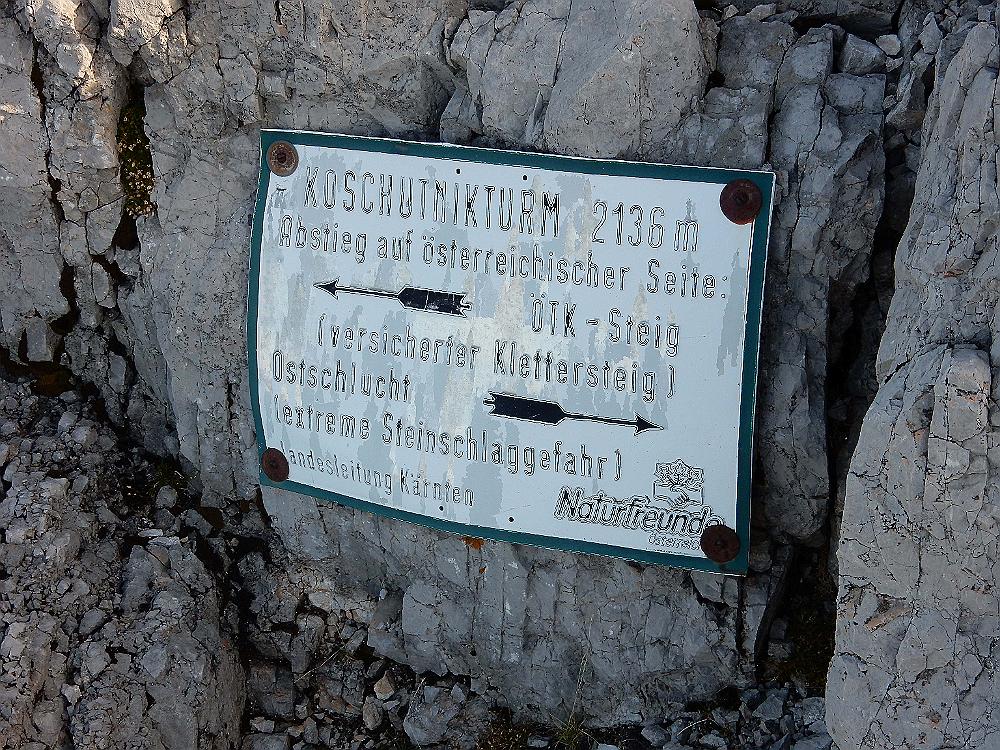 KOSCHUTNIKTURM 2136 m
Abstieg auf österreichischer Seite:
ÖTK-Steig
(versicherter Klettersteig)
Ostschlucht
(extreme Steinschlaggefahr)
Landesleitung Kärnten
Naturfreunde